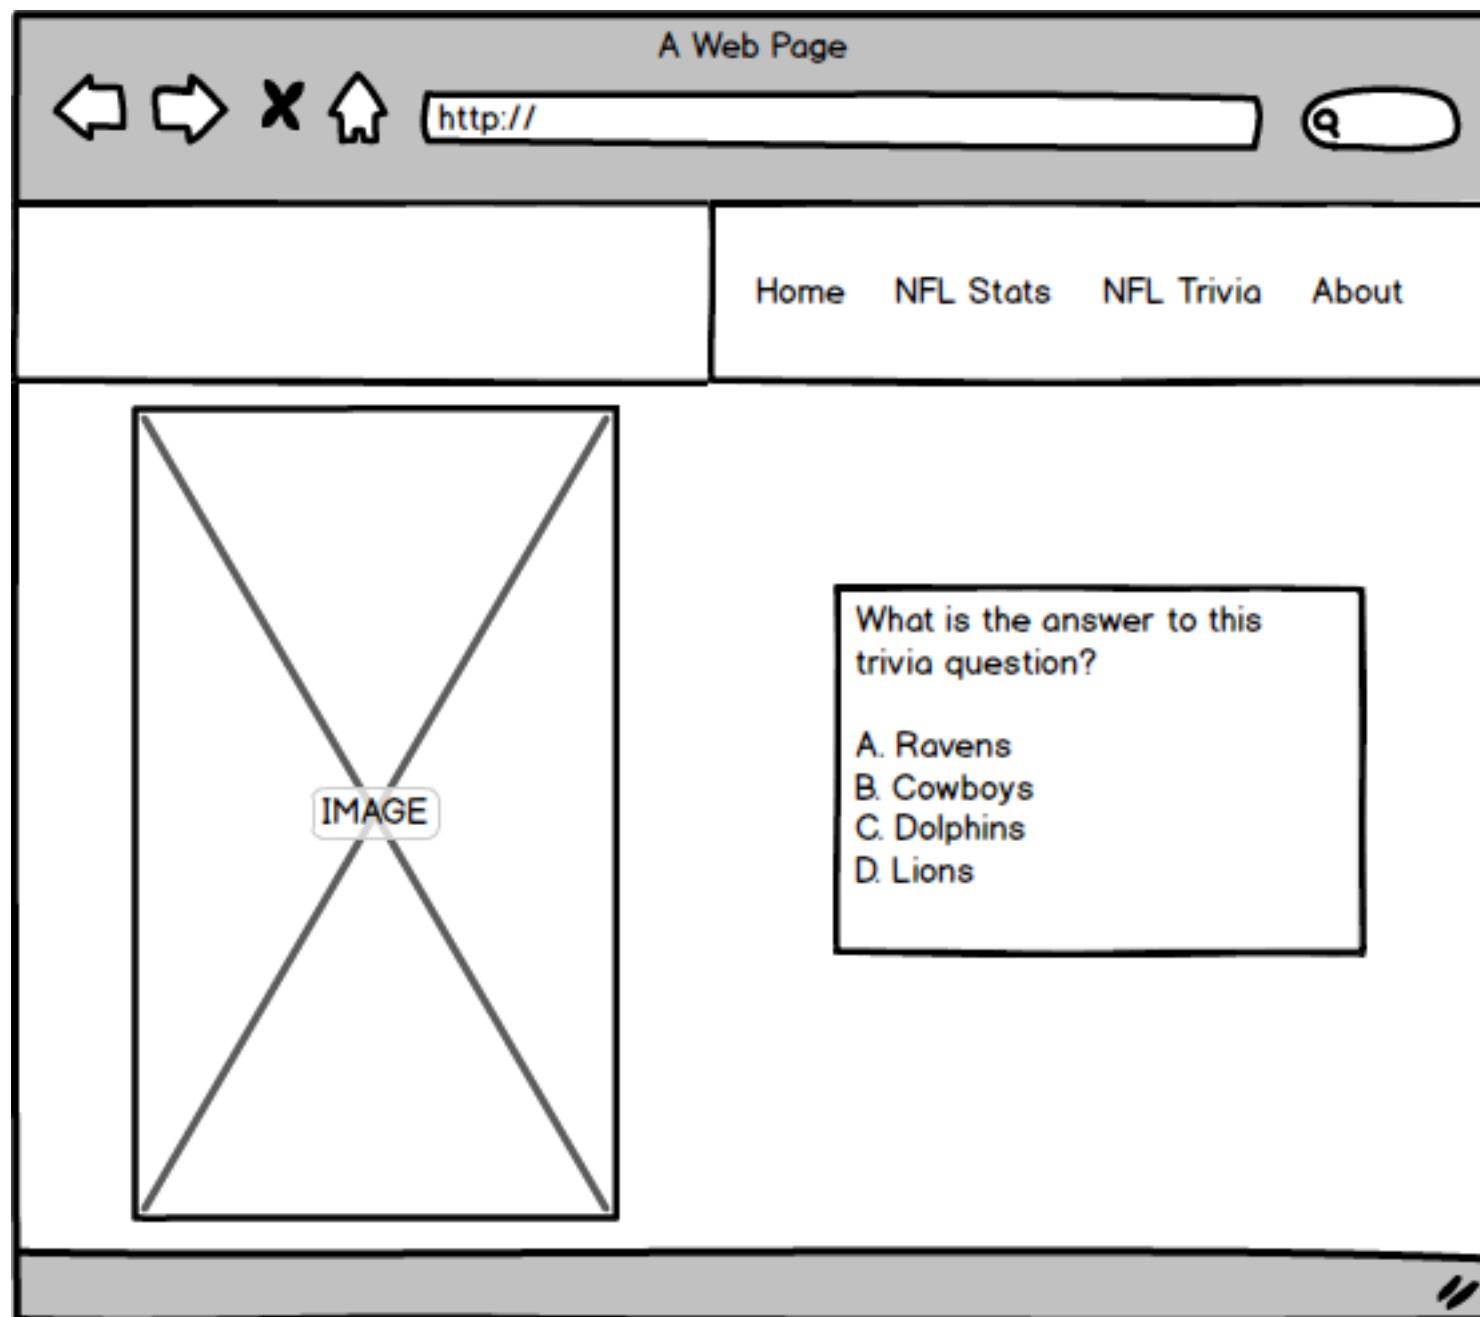 A Web Page
http://
Home NFL Stats NFL Trivia About
What is the answer to this
trivia question?
A. Ravens
B. Cowboys
C. Dolphins
D. Lions
IMAGE